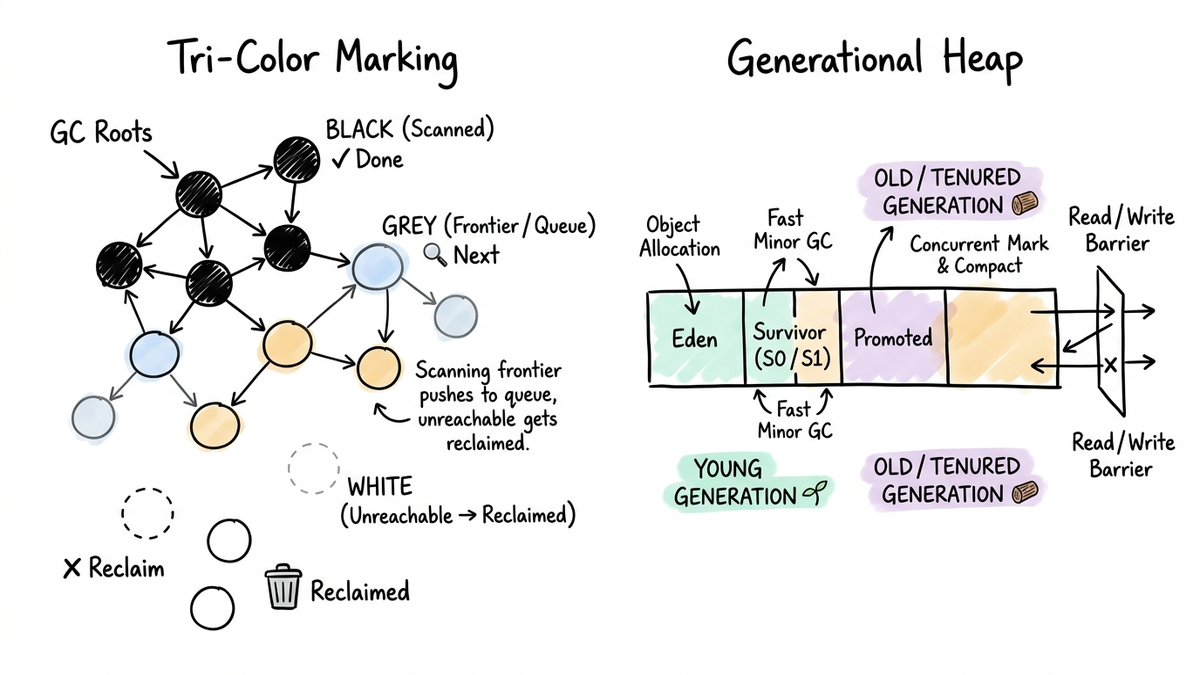 Tri-Color Marking
GC Roots
BLACK (Scanned)
✓ Done
GREY (Frontier/Queue)
Next
Scanning frontier
pushes to queue,
unreachable gets
reclaimed.
WHITE
(Unreachable → Reclaimed)
X Reclaim
Reclaimed
Generational Heap
Object
Allocation
Fast
Minor GC
OLD/TENURED
GENERATION
Concurrent Mark
& Compact
Read/Write
Barrier
Eden
Survivor
(S0/S1)
Promoted
X
Fast
Minor GC
YOUNG
GENERATION
OLD/TENURED
GENERATION
Read/Write
Barrier